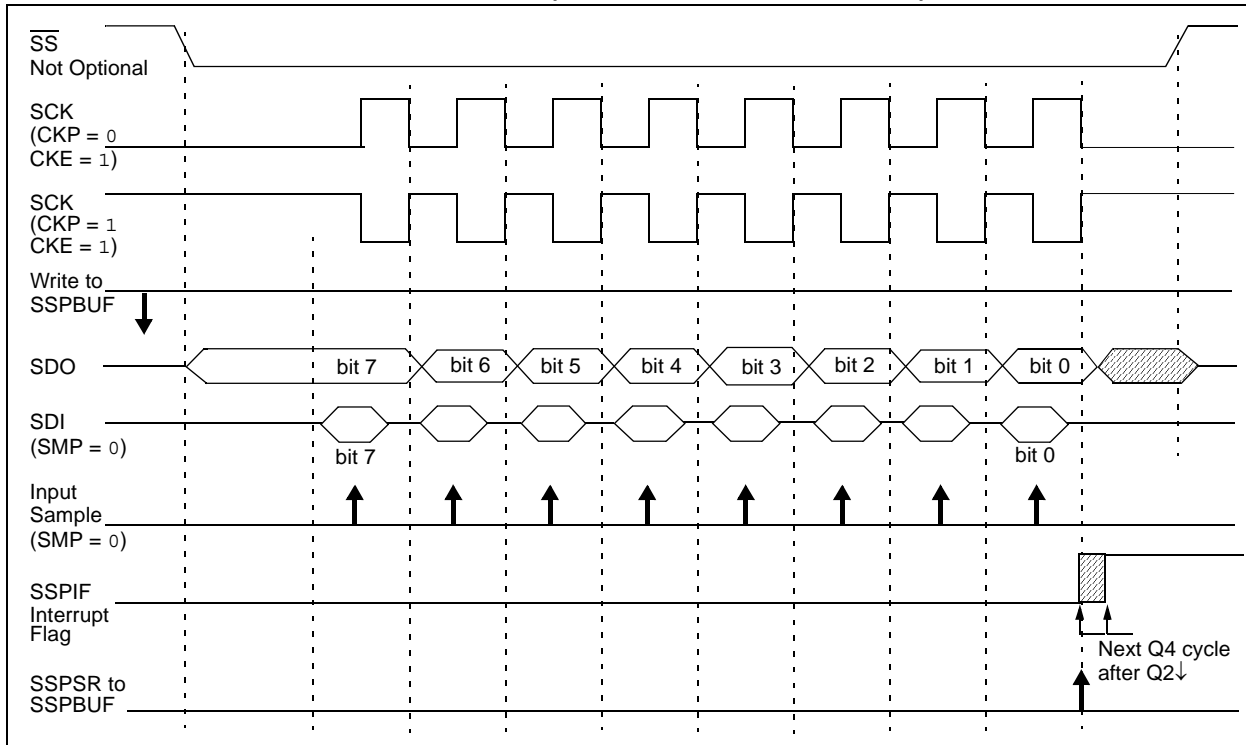 SS
Not Optional
SCK
(CKP = 0
CKE = 1)
SCK
(CKP = 1
CKE = 1)
Write to
SSPBUF
SDO bit 7 bit 6 bit 5 bit 4 bit 3 bit 2 bit 1 bit 0
SDI
(SMP = 0)
bit 7 bit 0
Input
Sample
(SMP = 0)
SSPIF
Interrupt
Flag
Next Q4 cycle
after Q2↓
SSPSR to
SSPBUF